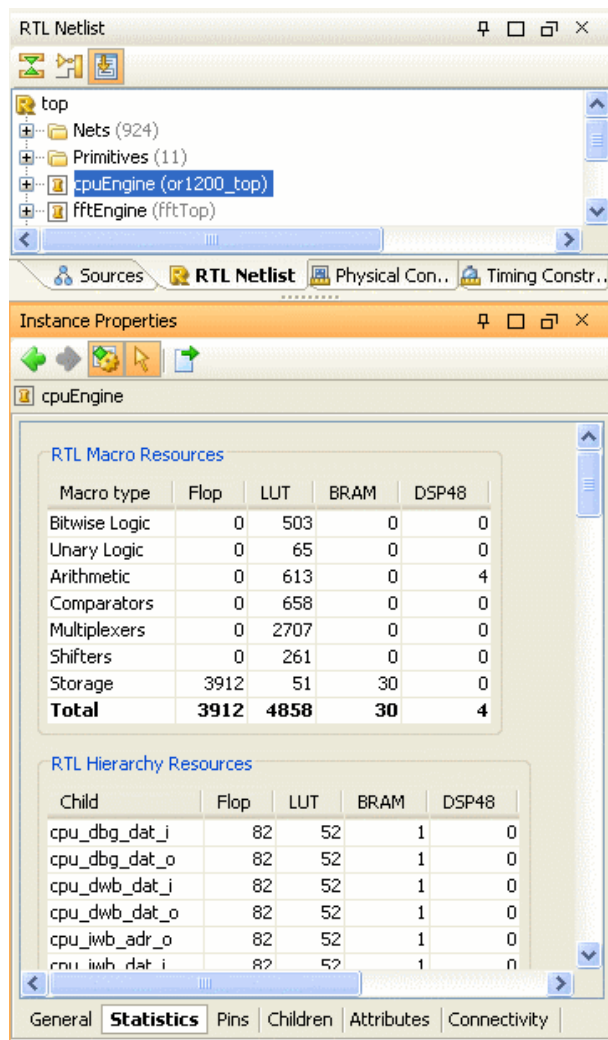 RTL Netlist
top
Nets (924)
Primitives (11)
cpuEngine (or1200_top)
fftEngine (fftTop)
Sources RTL Netlist Physical Con.. Timing Constr..
Instance Properties
cpuEngine
RTL Macro Resources
Macro type Flop LUT BRAM DSP48
Bitwise Logic 0 503 0 0
Unary Logic 0 65 0 0
Arithmetic 0 613 0 4
Comparators 0 658 0 0
Multiplexers 0 2707 0 0
Shifters 0 261 0 0
Storage 3912 51 30 0
Total 3912 4858 30 4
RTL Hierarchy Resources
Child Flop LUT BRAM DSP48
cpu_dbg_dat_i 82 52 1 0
cpu_dbg_dat_o 82 52 1 0
cpu_dwb_dat_i 82 52 1 0
cpu_dwb_dat_o 82 52 1 0
cpu_iwb_adr_o 82 52 1 0
cpu_iwb_dat_i 82 52 1 0
General Statistics Pins Children Attributes Connectivity